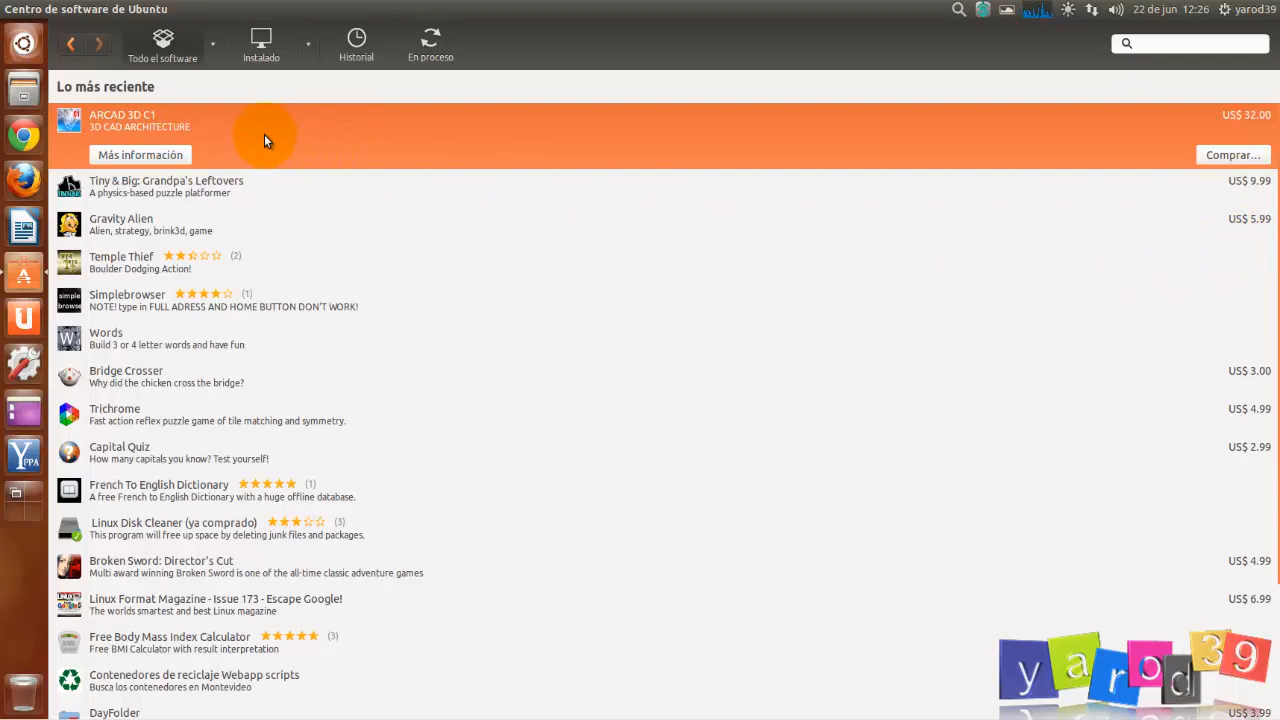 Centro de software de Ubuntu
22 de jun 12:26 yarod39
Todo el software Instalado Historial En proceso
Lo más reciente
ARCAD 3D C1 US$ 32.00
3D CAD ARCHITECTURE
Más información Comprar...
Tiny & Big: Grandpa's Leftovers US$ 9.99
A physics-based puzzle platformer
Gravity Alien US$ 5.99
Alien, strategy, brink3d, game
Temple Thief (2)
Boulder Dodging Action!
Simplebrowser (1)
NOTE! type in FULL ADRESS AND HOME BUTTON DON'T WORK!
Words
Build 3 or 4 letter words and have fun
Bridge Crosser US$ 3.00
Why did the chicken cross the bridge?
Trichrome US$ 4.99
Fast action reflex puzzle game of tile matching and symmetry.
Capital Quiz US$ 2.99
How many capitals you know? Test yourself!
French To English Dictionary (1)
A free French to English Dictionary with a huge offline database.
Linux Disk Cleaner (ya comprado) (3)
This program will free up space by deleting junk files and packages.
Broken Sword: Director's Cut US$ 4.99
Multi award winning Broken Sword is one of the all-time classic adventure games
Linux Format Magazine - Issue 173 - Escape Google! US$ 6.99
The worlds smartest and best Linux magazine
Free Body Mass Index Calculator (3)
Free BMI Calculator with result interpretation
Contenedores de reciclaje Webapp scripts
Busca los contenedores en Montevideo
DayFolder US$ 3.99
yarod39